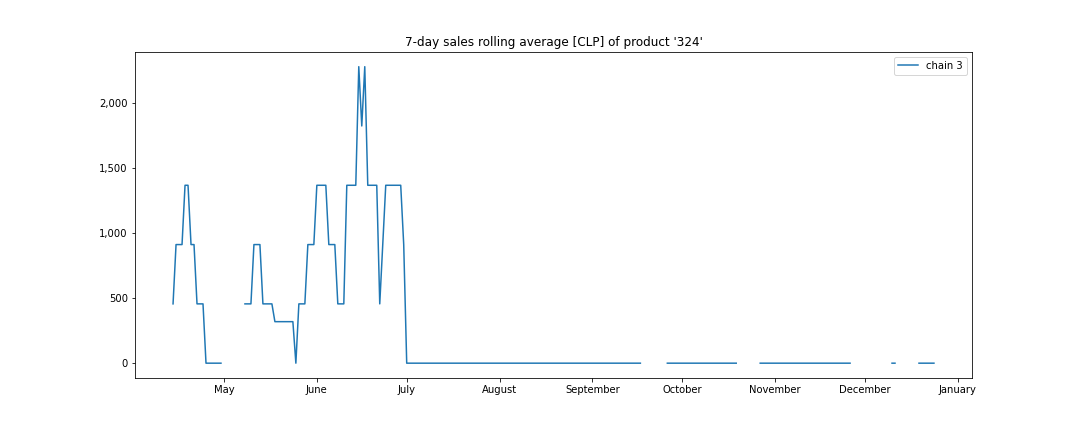 7-day sales rolling average [CLP] of product '324'
chain 3
2,000
1,500
1,000
500
0
May June July August September October November December January